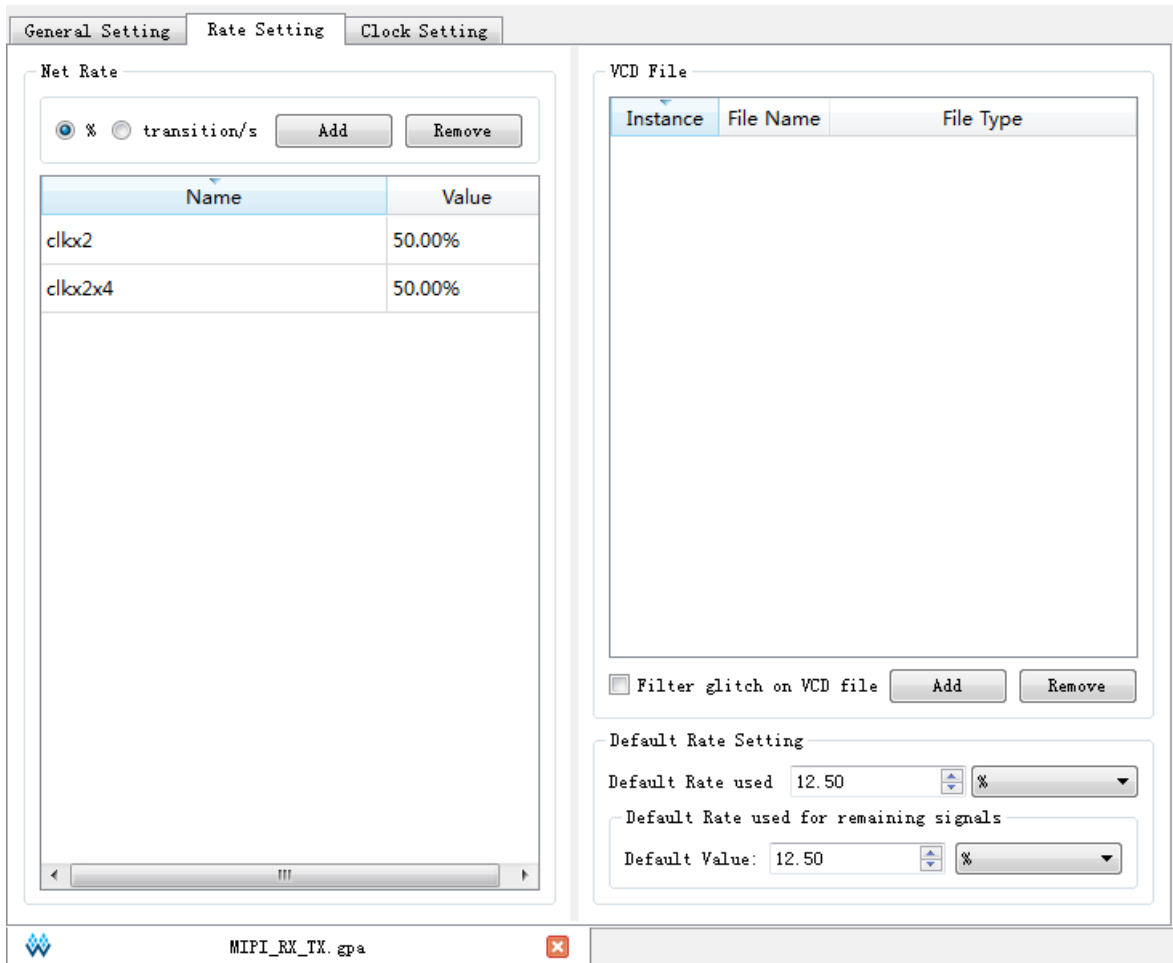 General Setting
Rate Setting
Clock Setting
Net Rate
% transition/s Add Remove
Name Value
clkx2 50.00%
clkx2x4 50.00%
VCD File
Instance File Name File Type
Filter glitch on VCD file Add Remove
Default Rate Setting
Default Rate used 12.50 %
Default Rate used for remaining signals
Default Value: 12.50 %
MIPI_RX_TX.gpa